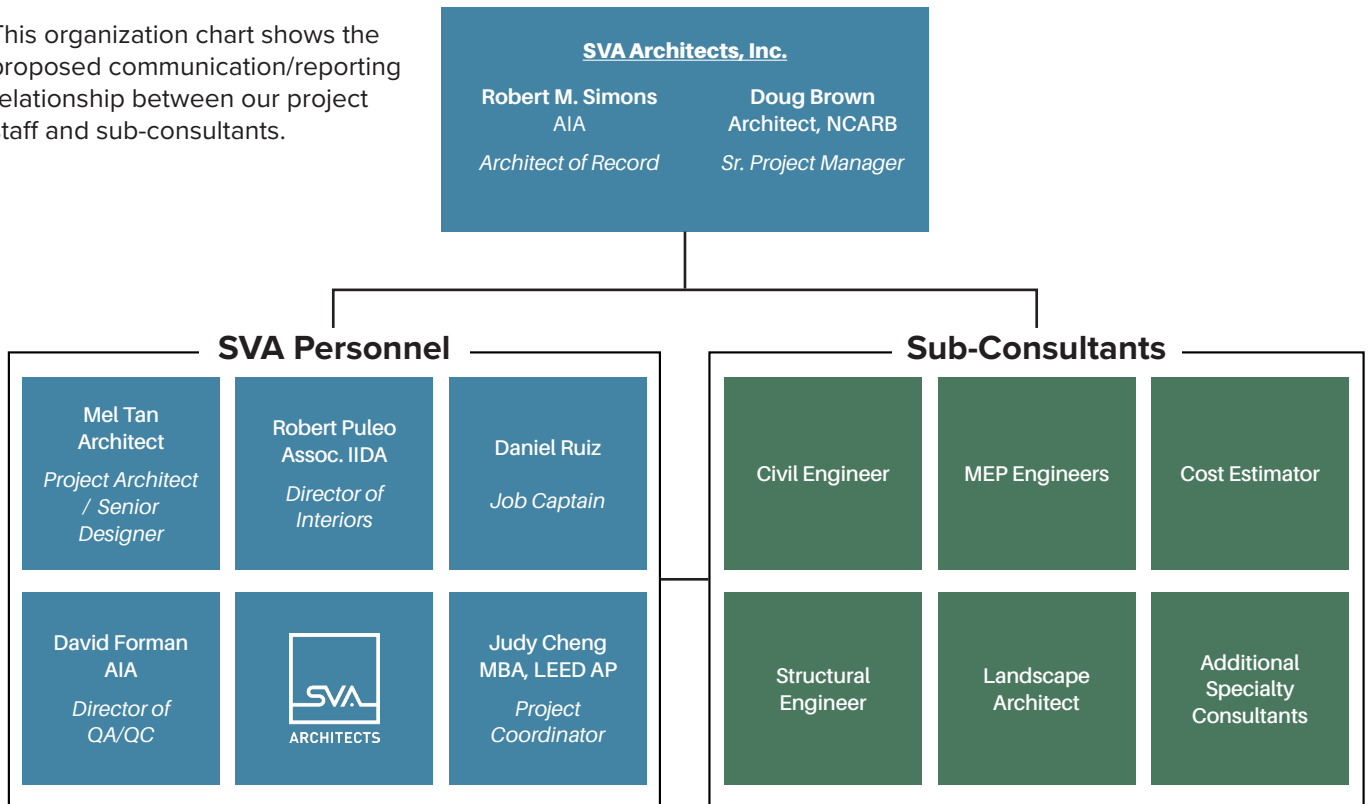 This organization chart shows the
proposed communication/reporting
relationship between our project
staff and sub-consultants.
SVA Architects, Inc.
Robert M. Simons
AIA
Architect of Record
Doug Brown
Architect, NCARB
Sr. Project Manager
SVA Personnel
Mel Tan
Architect
Project Architect
/ Senior
Designer
Robert Puleo
Assoc. IIDA
Director of
Interiors
Daniel Ruiz
Job Captain
David Forman
AIA
Director of
QA/QC
SVA
ARCHITECTS
Judy Cheng
MBA, LEED AP
Project
Coordinator
Sub-Consultants
Civil Engineer
MEP Engineers
Cost Estimator
Structural
Engineer
Landscape
Architect
Additional
Specialty
Consultants